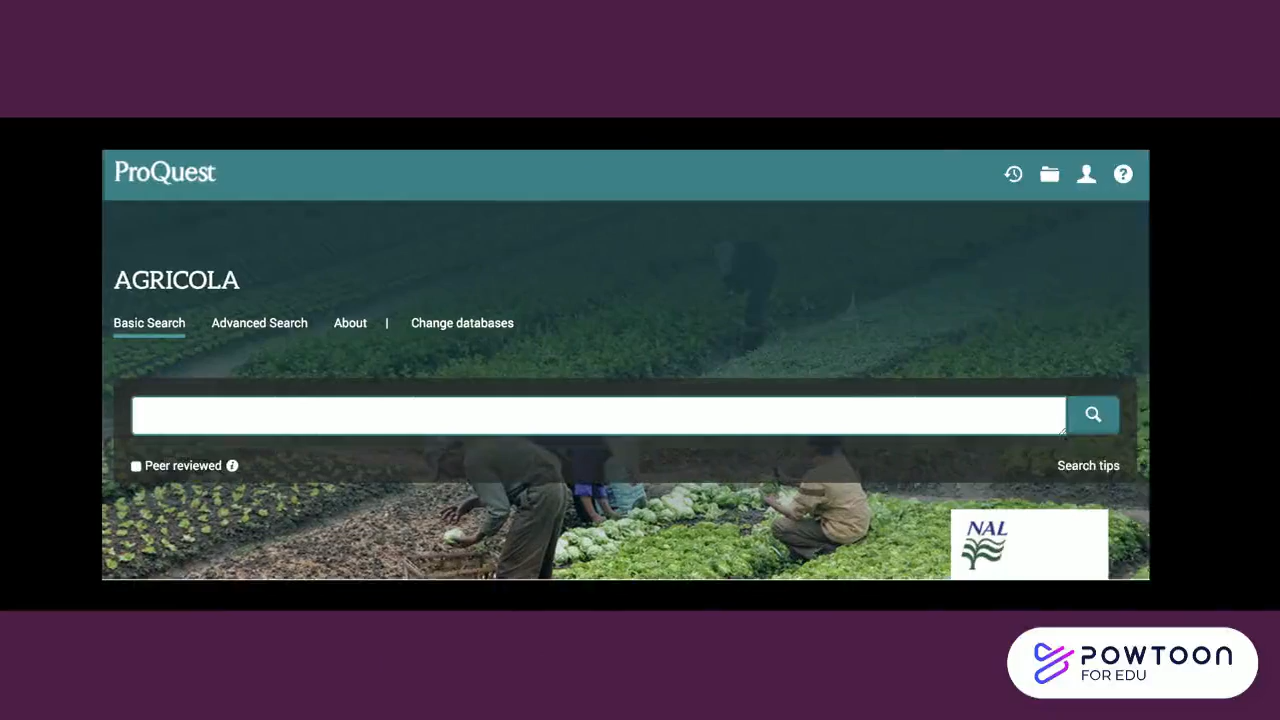 ProQuest
AGRICOLA
Basic Search Advanced Search About | Change databases
Peer reviewed Search tips
NAL
POWTOON
FOR EDU